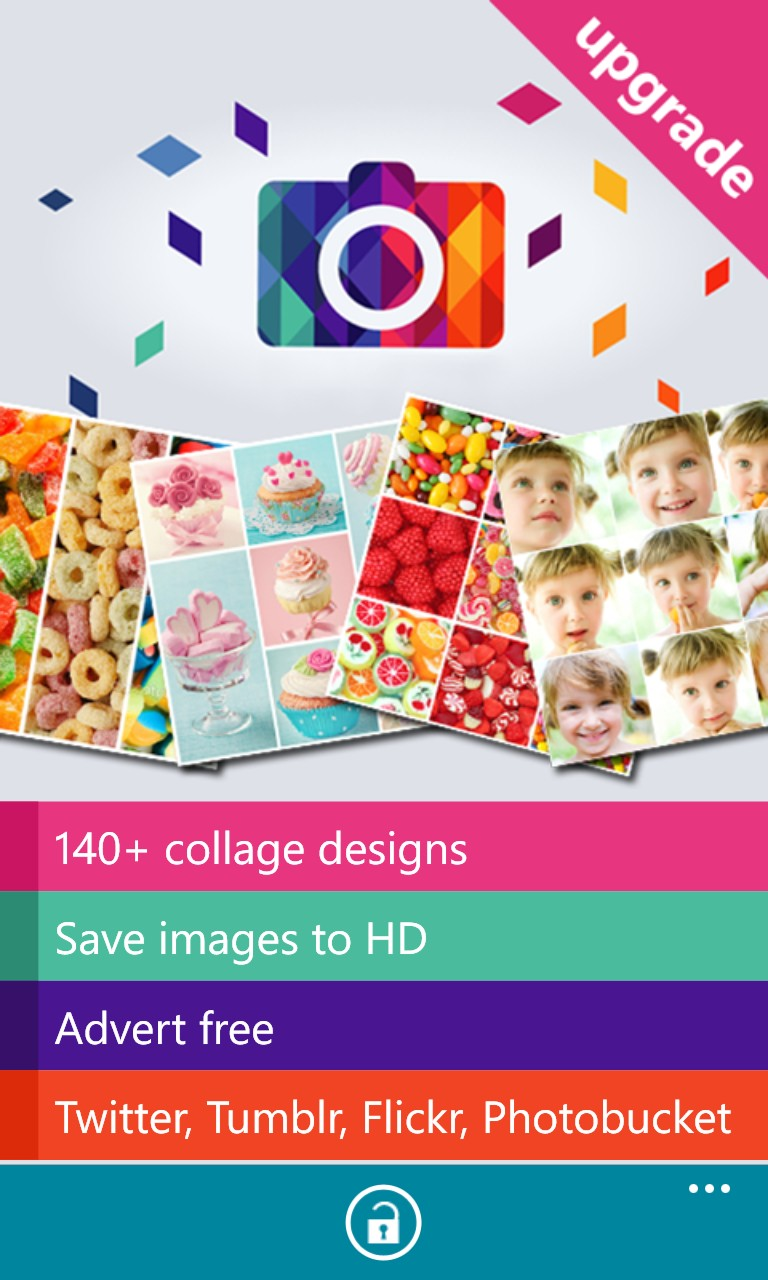 upgrade
140+ collage designs
Save images to HD
Advert free
Twitter, Tumblr, Flickr, Photobucket